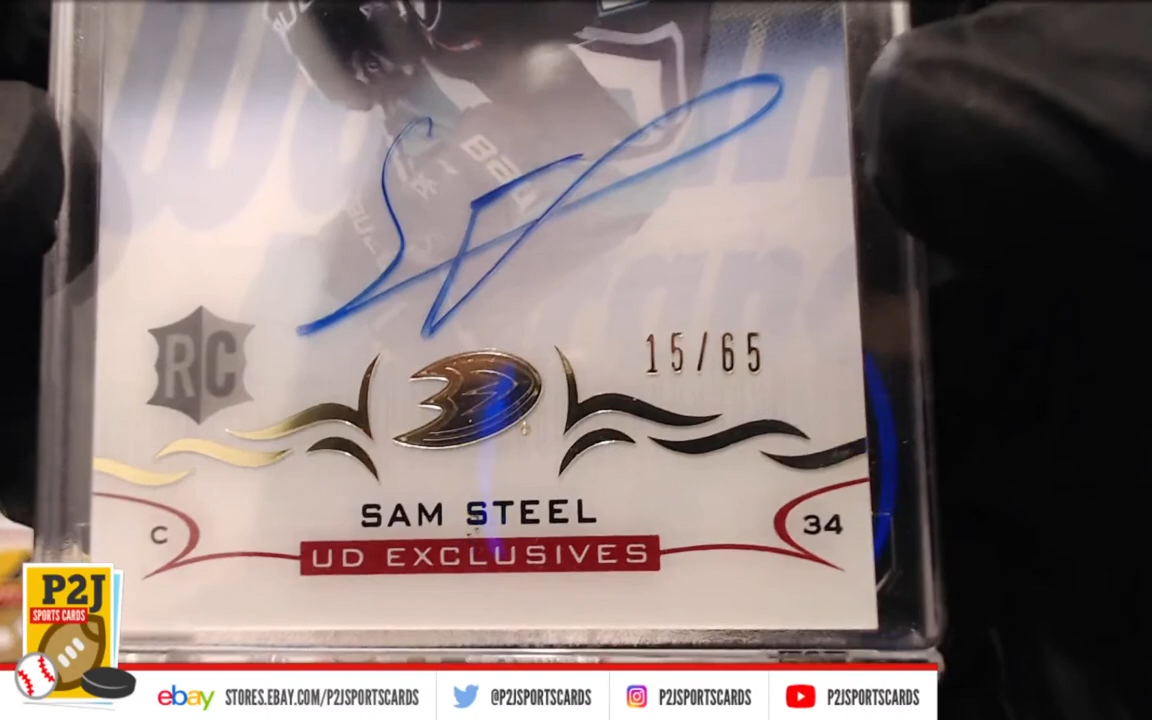 RC
15/65
SAM STEEL
C
34
UD EXCLUSIVES
P2J
SPORTS CARDS
ebay STORES.EBAY.COM/P2JSPORTSCARDS @P2JSPORTSCARDS P2JSPORTSCARDS P2JSPORTSCARDS